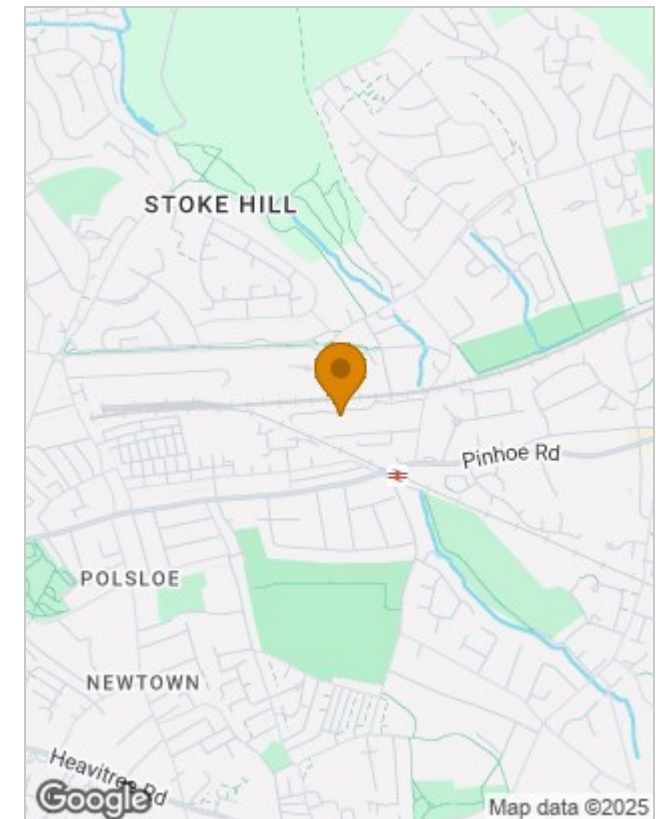 STOKE HILL
Pinhoe Rd
POLSLOE
NEWTOWN
Heavitree Rd
Google
Map data ©2025